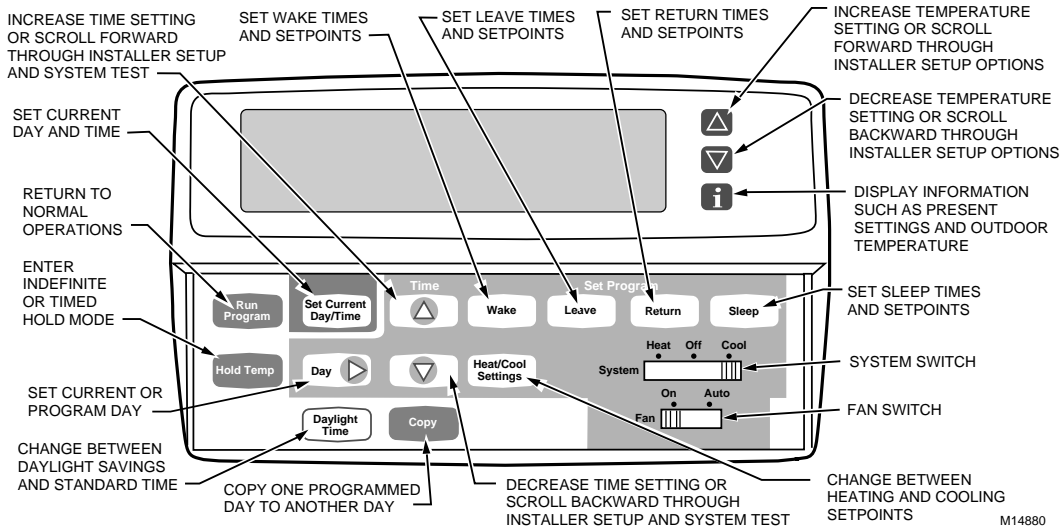 INCREASE TIME SETTING
OR SCROLL FORWARD
THROUGH INSTALLER SETUP
AND SYSTEM TEST
SET WAKE TIMES
AND SETPOINTS
SET LEAVE TIMES
AND SETPOINTS
SET RETURN TIMES
AND SETPOINTS
INCREASE TEMPERATURE
SETTING OR SCROLL
FORWARD THROUGH
INSTALLER SETUP OPTIONS
SET CURRENT
DAY AND TIME
DECREASE TEMPERATURE
SETTING OR SCROLL
BACKWARD THROUGH
INSTALLER SETUP OPTIONS
RETURN TO
NORMAL
OPERATIONS
i
DISPLAY INFORMATION
SUCH AS PRESENT
SETTINGS AND OUTDOOR
TEMPERATURE
ENTER
INDEFINITE
OR TIMED
HOLD MODE
Time
Set Program
Run
Program
Set Current
Day/Time
Wake
Leave
Return
Sleep
SET SLEEP TIMES
AND SETPOINTS
Heat Off Cool
System
SYSTEM SWITCH
Hold Temp
Day
Heat/Cool
Settings
On Auto
Fan
FAN SWITCH
SET CURRENT OR
PROGRAM DAY
Daylight
Time
Copy
CHANGE BETWEEN
DAYLIGHT SAVINGS
AND STANDARD TIME
COPY ONE PROGRAMMED
DAY TO ANOTHER DAY
DECREASE TIME SETTING OR
SCROLL BACKWARD THROUGH
INSTALLER SETUP AND SYSTEM TEST
CHANGE BETWEEN
HEATING AND COOLING
SETPOINTS
M14880